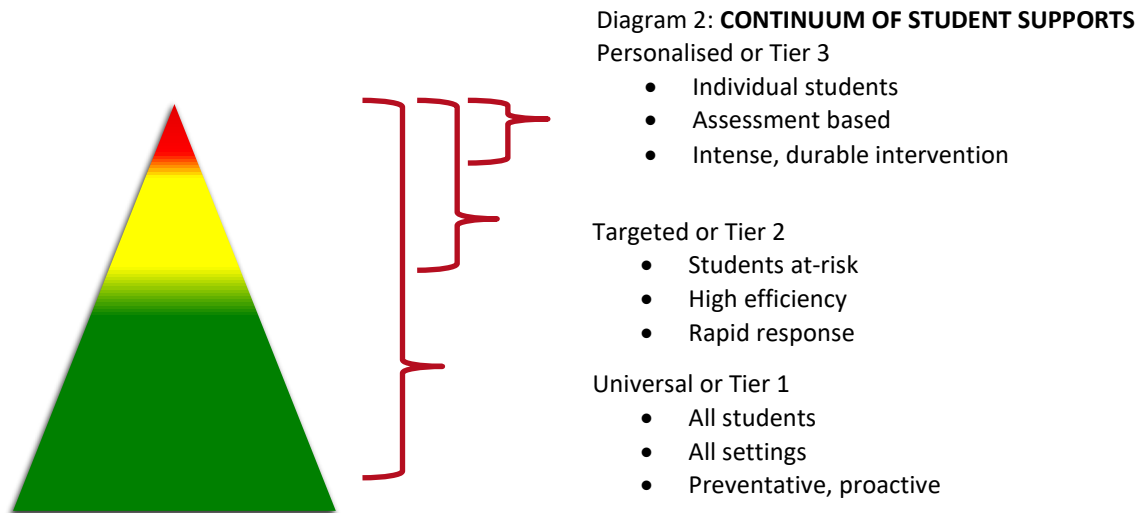 Diagram 2: CONTINUUM OF STUDENT SUPPORTS
Personalised or Tier 3
• Individual students
• Assessment based
• Intense, durable intervention
Targeted or Tier 2
• Students at-risk
• High efficiency
• Rapid response
Universal or Tier 1
• All students
• All settings
• Preventative, proactive